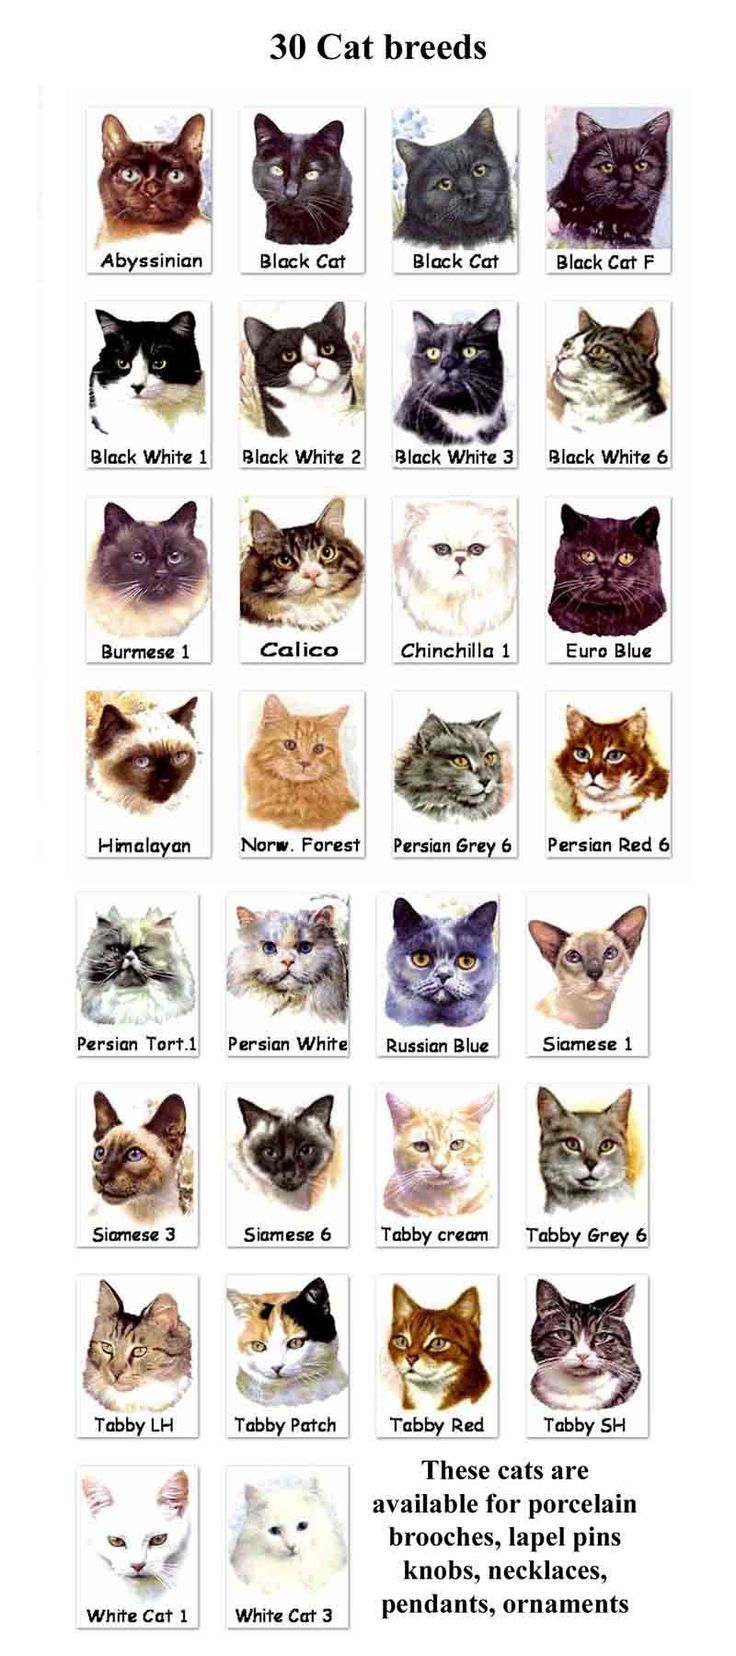 30 Cat breeds
Abyssinian
Black Cat
Black Cat
Black Cat F
Black White 1
Black White 2
Black White 3
Black White 6
Burmese 1
Calico
Chinchilla 1
Euro Blue
Himalayan
Norw. Forest
Persian Grey 6
Persian Red 6
Persian Tort.1
Persian White
Russian Blue
Siamese 1
Siamese 3
Siamese 6
Tabby cream
Tabby Grey 6
Tabby LH
Tabby Patch
Tabby Red
Tabby SH
White Cat 1
White Cat 3
These cats are
available for porcelain
brooches, lapel pins
knobs, necklaces,
pendants, ornaments